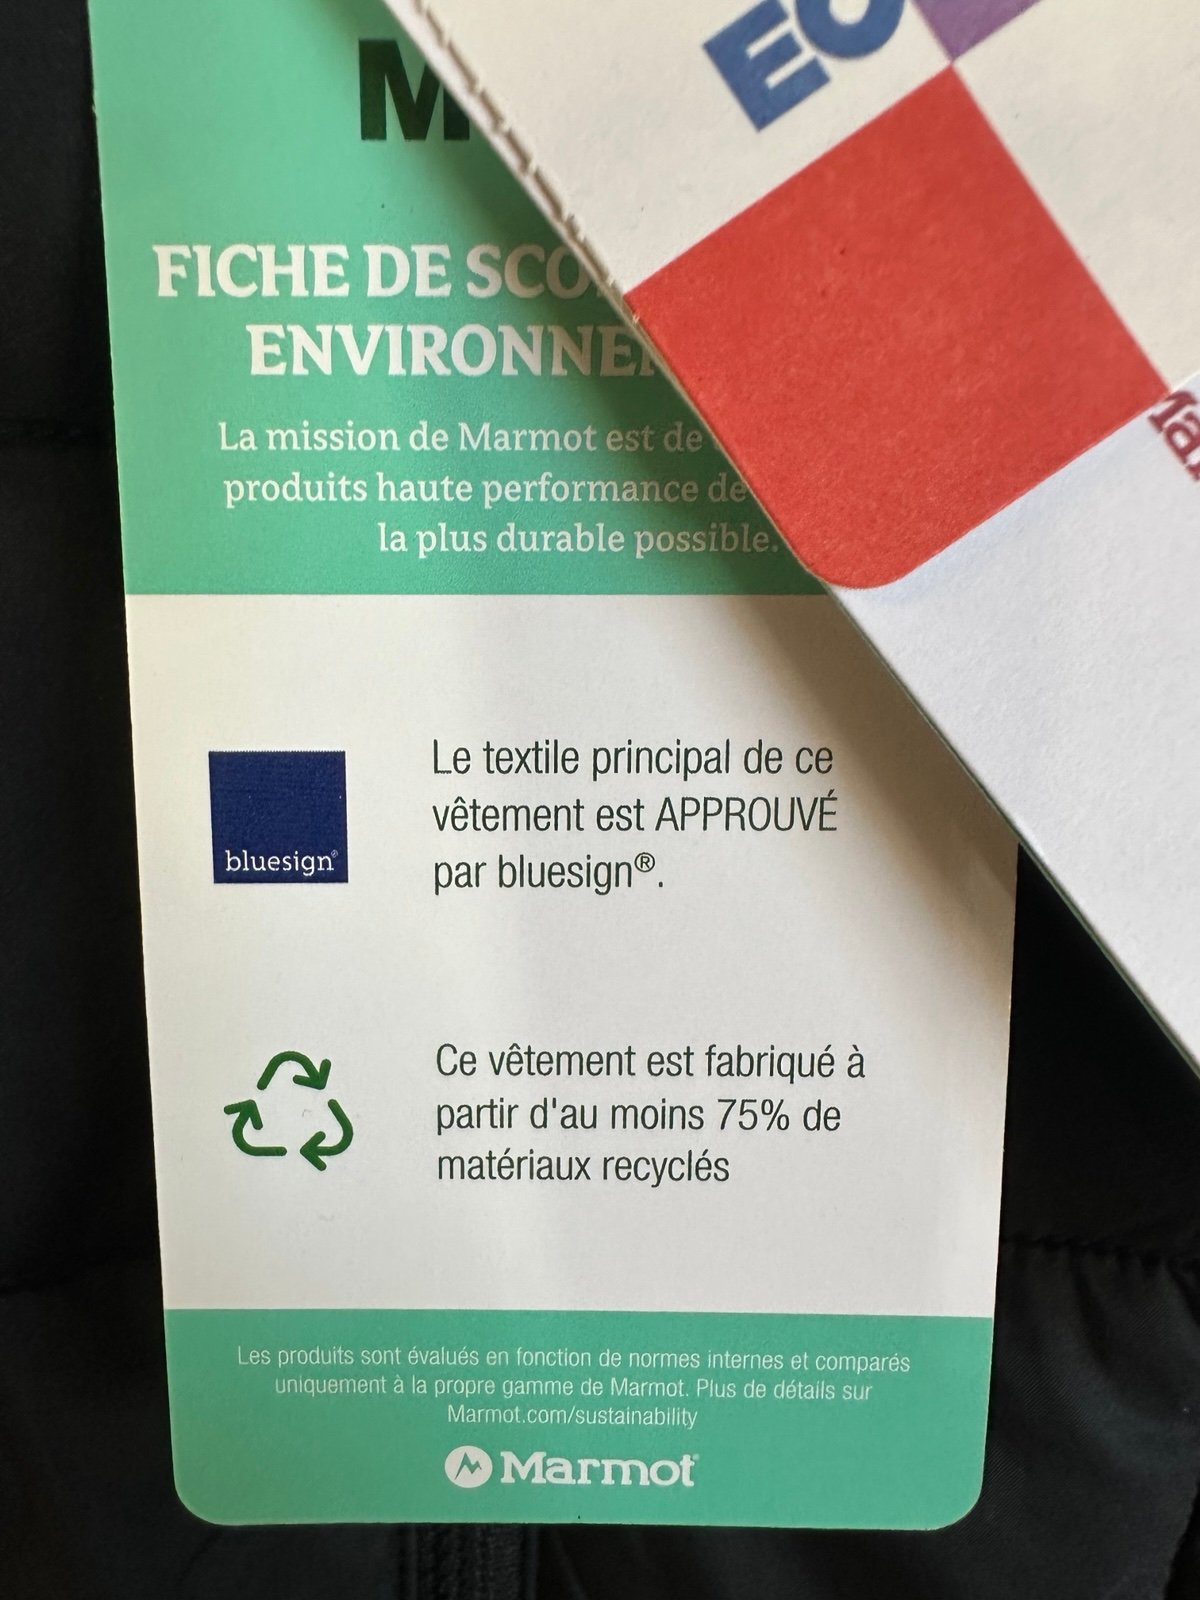 EC
FICHE DE
La mission de Marmot est de
produits haute performance de
la plus durable possible.
bluesign®
Le textile principal de ce
vêtement est APPROUVÉ
par bluesign®.
Ce vêtement est fabriqué à
partir d'au moins 75% de
matériaux recyclés
Les produits sont évalués en fonction de normes internes et comparés
uniquement à la propre gamme de Marmot. Plus de détails sur
Marmot.com/sustainability
Marmot